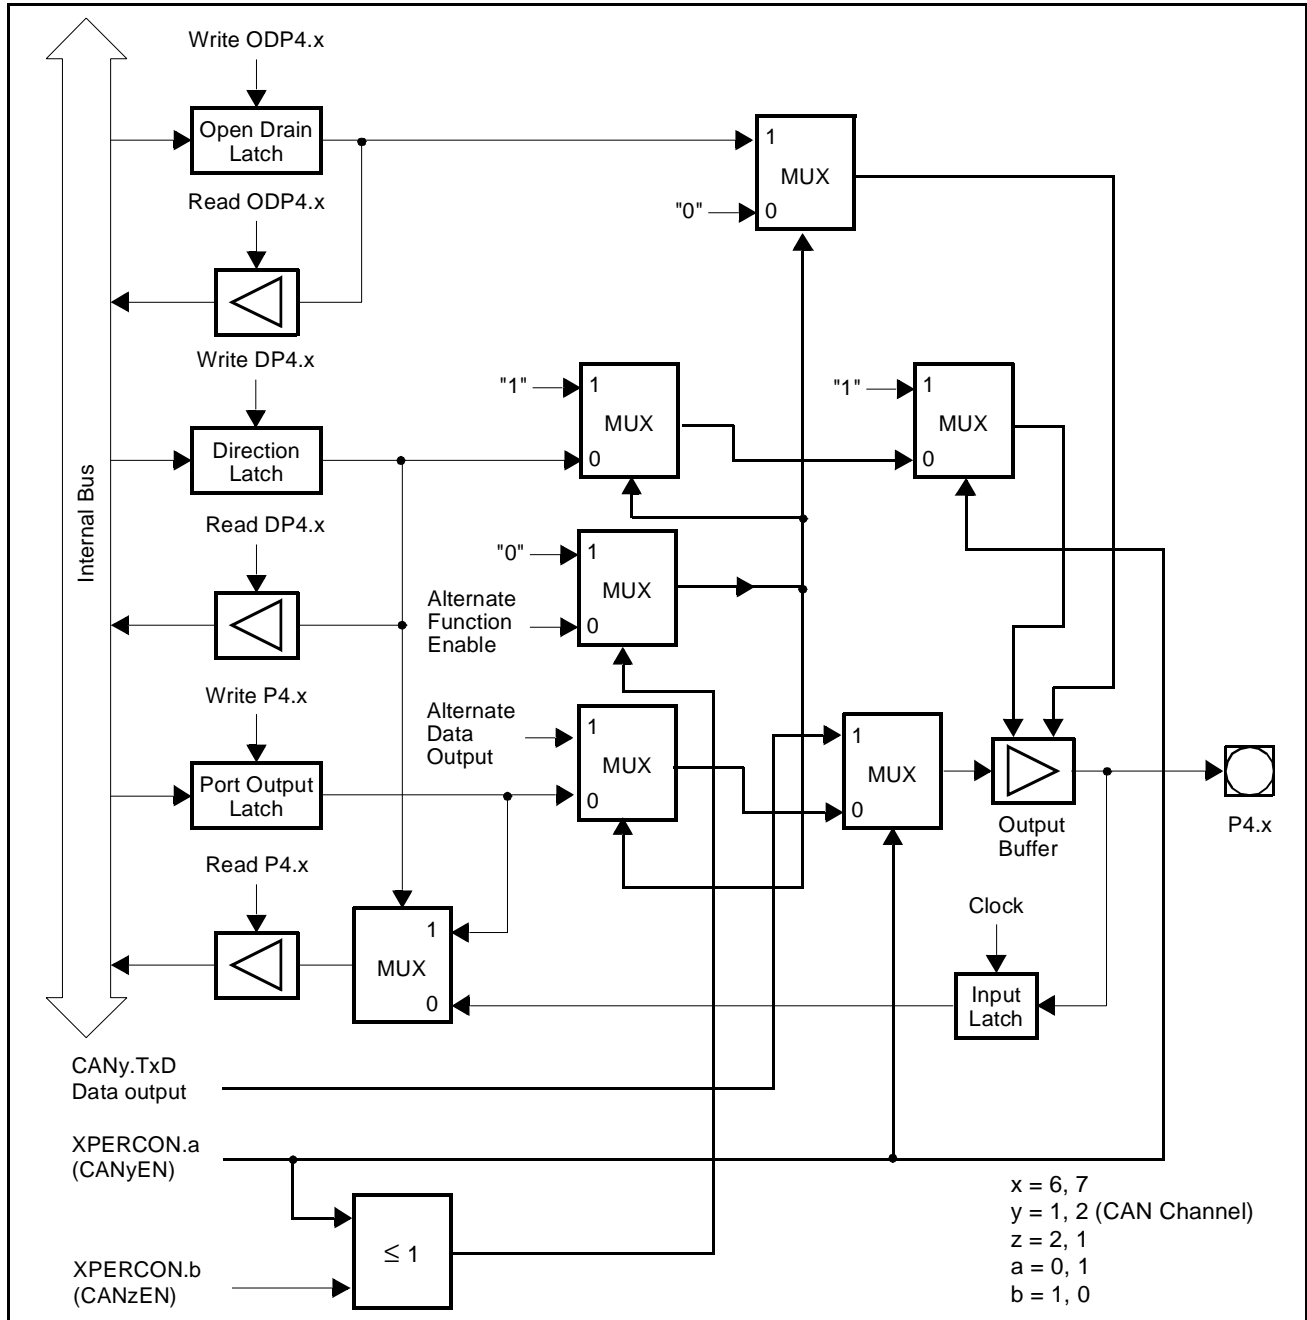 Write ODP4.x
Open Drain
Latch
1
MUX
"0"
0
Read ODP4.x
Write DP4.x
"1"
1
MUX
0
"1"
1
MUX
0
Direction
Latch
Internal Bus
Read DP4.x
"0"
1
MUX
0
Alternate
Function
Enable
Write P4.x
Alternate
Data
Output
1
MUX
0
1
MUX
0
Port Output
Latch
Output
Buffer
P4.x
Read P4.x
1
MUX
0
Clock
Input
Latch
CANy.TxD
Data output
XPERCON.a
(CANyEN)
≤ 1
XPERCON.b
(CANzEN)
x = 6, 7
y = 1, 2 (CAN Channel)
z = 2, 1
a = 0, 1
b = 1, 0